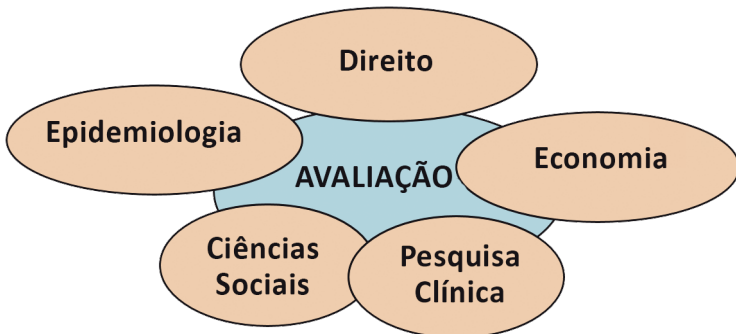 Direito
Epidemiologia
Economia
AVALIAÇÃO
Ciências
Sociais
Pesquisa
Clínica